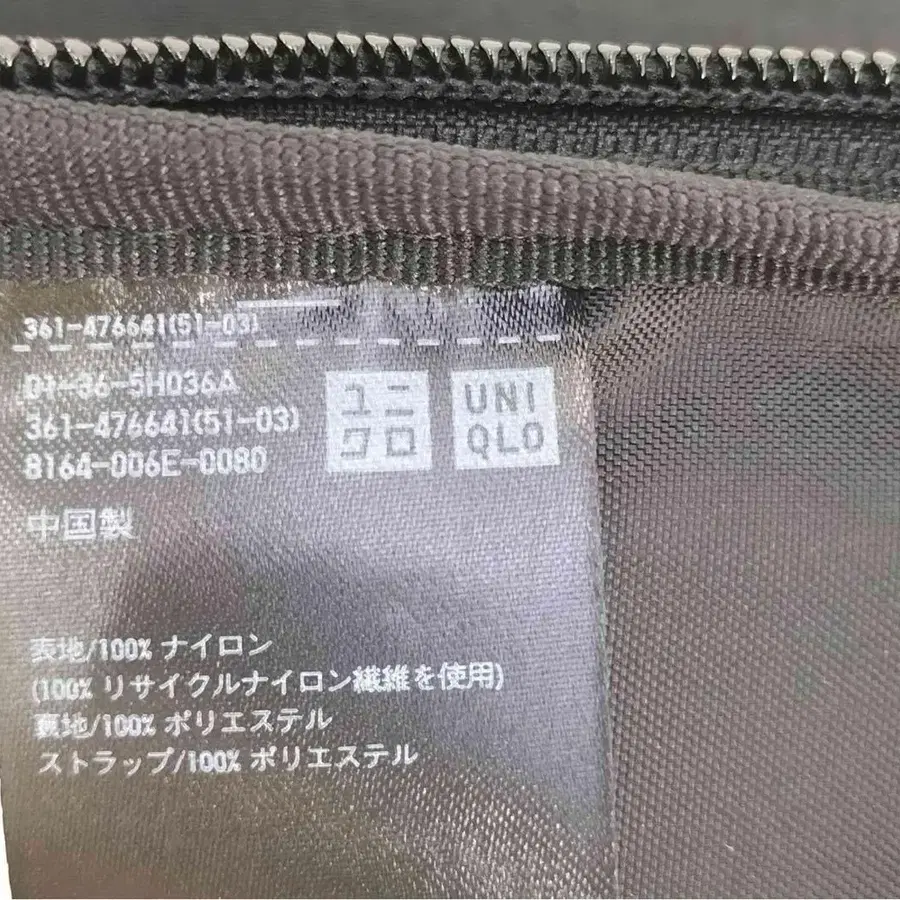 361-476641(51-03)
01-36-5H036A
361-476641(51-03)
8164-006E-0080
ユニ
クロ
UNI
QLO
中国製
表地/100% ナイロン
(100% リサイクルナイロン繊維を使用)
裏地/100% ポリエステル
ストラップ/100% ポリエステル